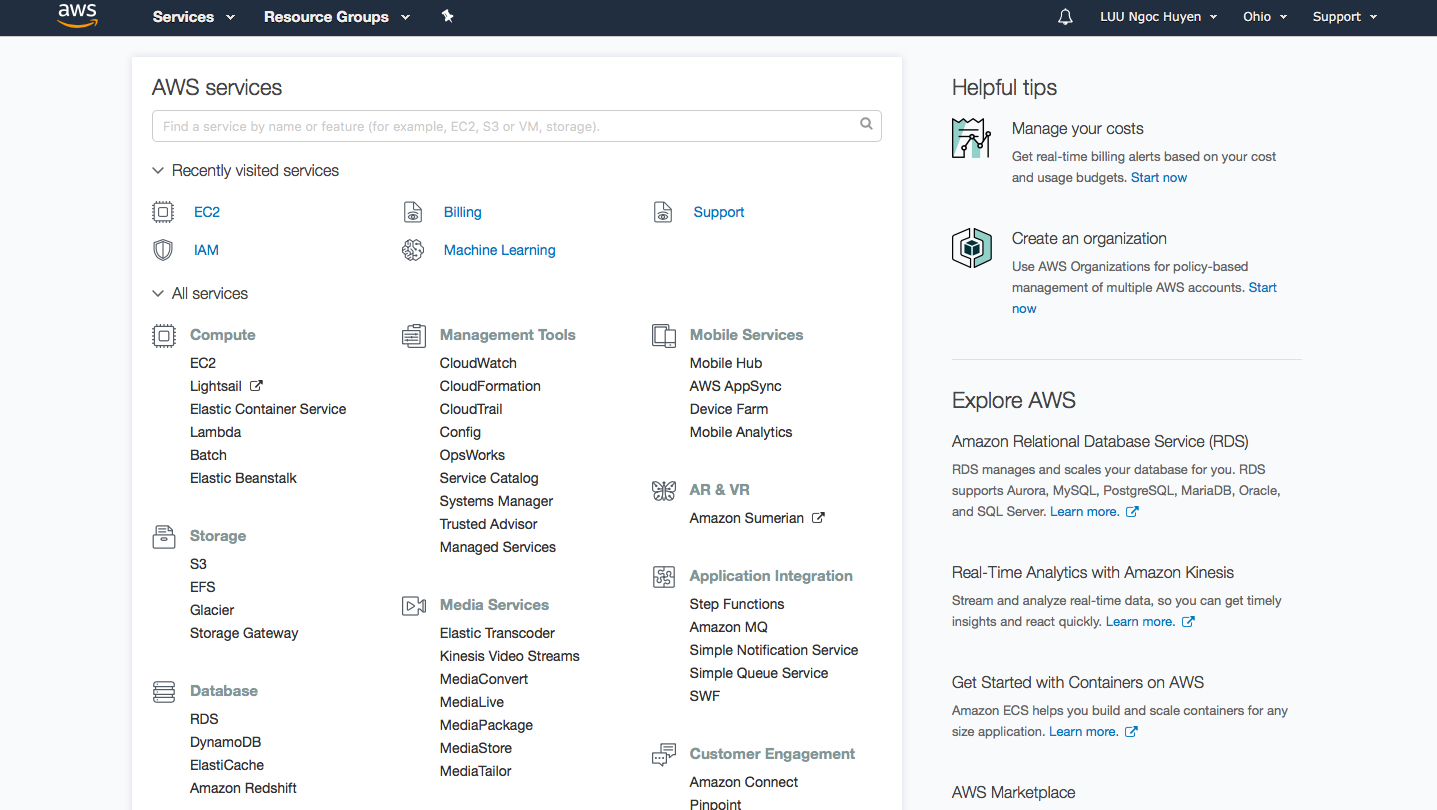 aws
Services
Resource Groups
LUU Ngoc Huyen
Ohio
Support
AWS services
Find a service by name or feature (for example, EC2, S3 or VM, storage).
Recently visited services
EC2
Billing
Support
IAM
Machine Learning
All services
Compute
EC2
Lightsail
Elastic Container Service
Lambda
Batch
Elastic Beanstalk
Storage
S3
EFS
Glacier
Storage Gateway
Database
RDS
DynamoDB
ElastiCache
Amazon Redshift
Management Tools
CloudWatch
CloudFormation
CloudTrail
Config
OpsWorks
Service Catalog
Systems Manager
Trusted Advisor
Managed Services
Media Services
Elastic Transcoder
Kinesis Video Streams
MediaConvert
MediaLive
MediaPackage
MediaStore
MediaTailor
Mobile Services
Mobile Hub
AWS AppSync
Device Farm
Mobile Analytics
AR & VR
Amazon Sumerian
Application Integration
Step Functions
Amazon MQ
Simple Notification Service
Simple Queue Service
SWF
Customer Engagement
Amazon Connect
Pinpoint
Helpful tips
Manage your costs
Get real-time billing alerts based on your cost
and usage budgets. Start now
Create an organization
Use AWS Organizations for policy-based
management of multiple AWS accounts. Start
now
Explore AWS
Amazon Relational Database Service (RDS)
RDS manages and scales your database for you. RDS
supports Aurora, MySQL, PostgreSQL, MariaDB, Oracle,
and SQL Server. Learn more.
Real-Time Analytics with Amazon Kinesis
Stream and analyze real-time data, so you can get timely
insights and react quickly. Learn more.
Get Started with Containers on AWS
Amazon ECS helps you build and scale containers for any
size application. Learn more.
AWS Marketplace